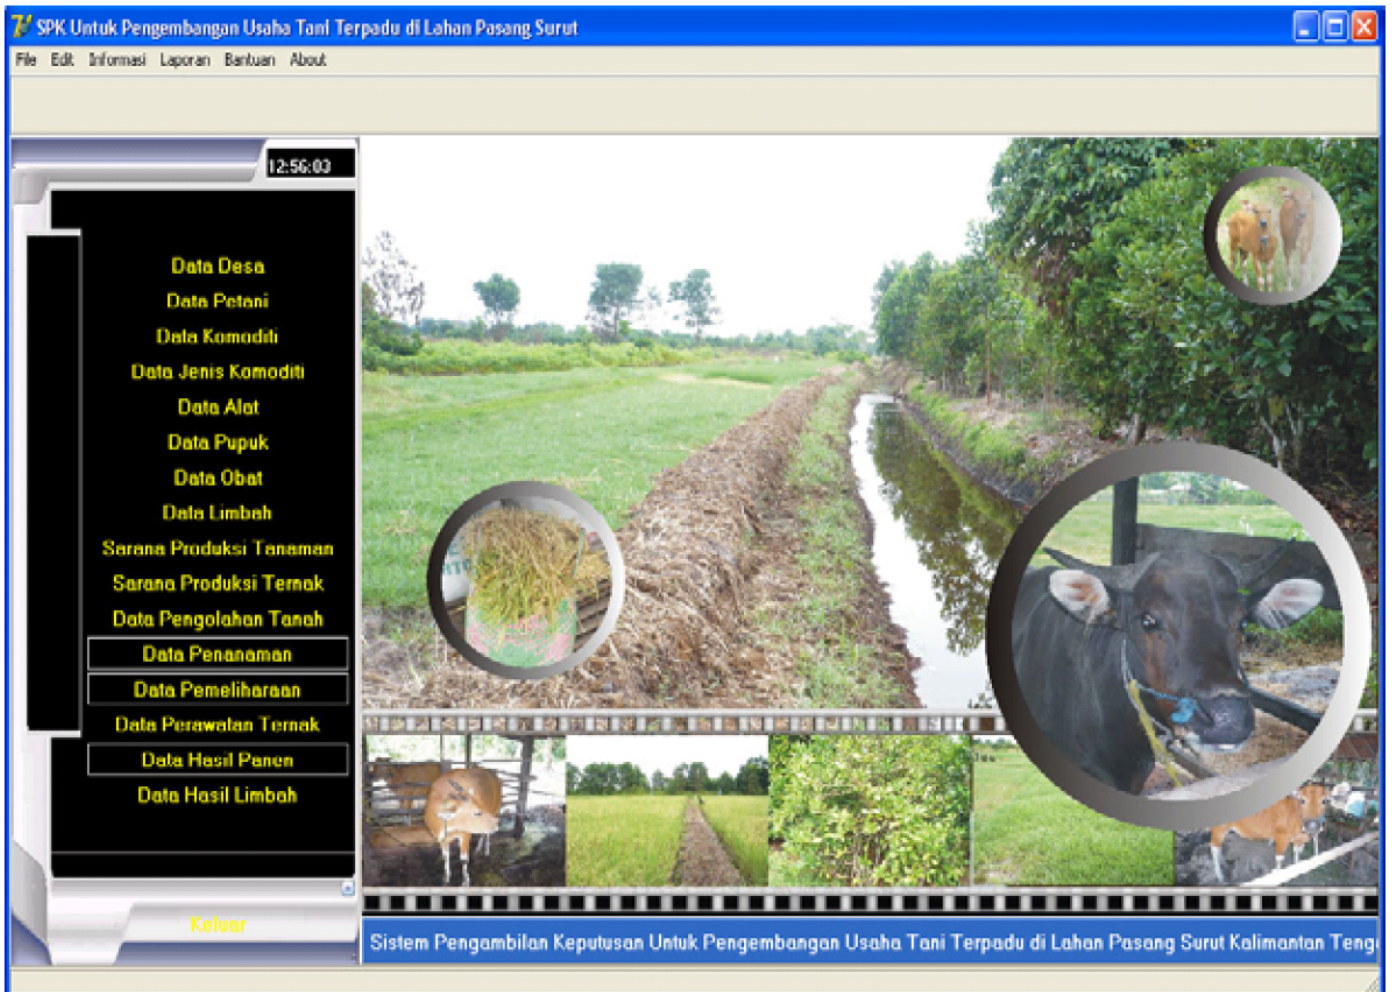 SPK Untuk Pengembangan Usaha Tani Terpadu di Lahan Pasang Surut
File Edit Informasi Laporan Bantuan About
12:56:03
Data Desa
Data Petani
Data Komoditi
Data Jenis Komoditi
Data Alat
Data Pupuk
Data Obat
Data Limbah
Sarana Produksi Tanaman
Sarana Produksi Ternak
Data Pengolahan Tanah
Data Penanaman
Data Pemeliharaan
Data Perawatan Ternak
Data Hasil Panen
Data Hasil Limbah
Keluar
Sistem Pengambilan Keputusan Untuk Pengembangan Usaha Tani Terpadu di Lahan Pasang Surut Kalimantan Teng